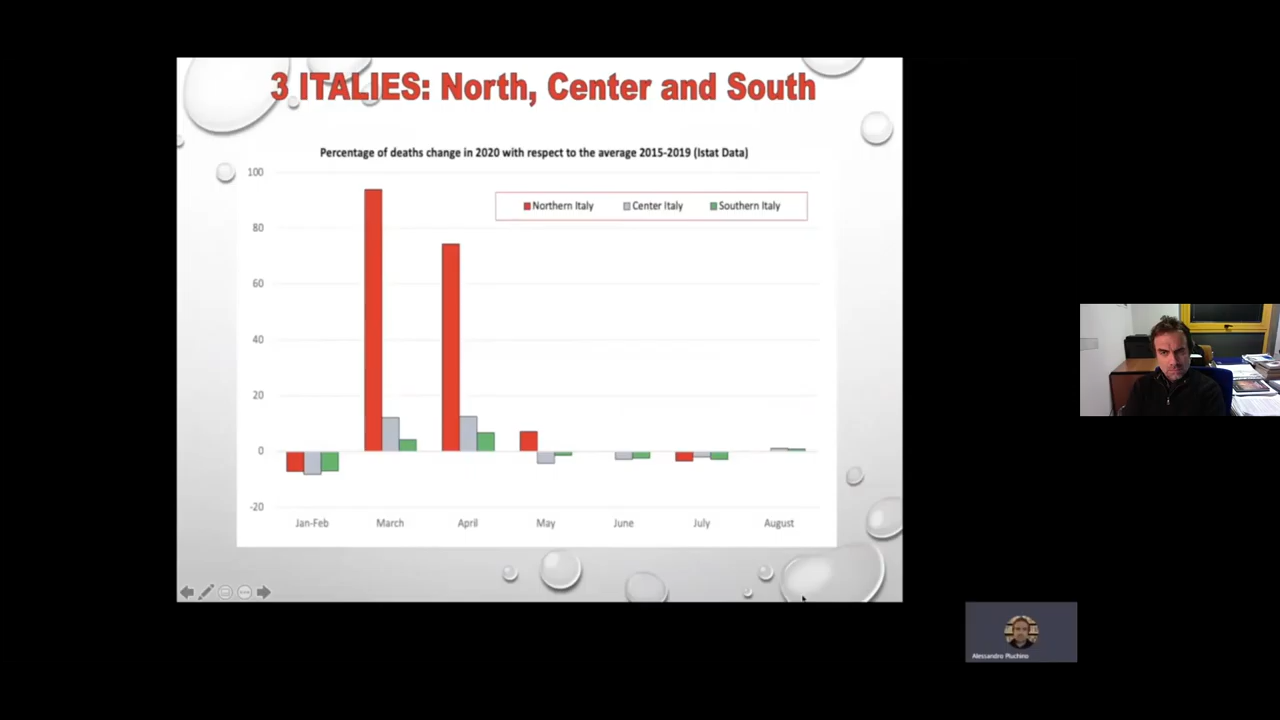 3 ITALIES: North, Center and South
Percentage of deaths change in 2020 with respect to the average 2015-2019 (Istat Data)
100
80
60
40
20
0
-20
Northern Italy
Center Italy
Southern Italy
Jan-Feb
March
April
May
June
July
August
Alessandro Pluchino